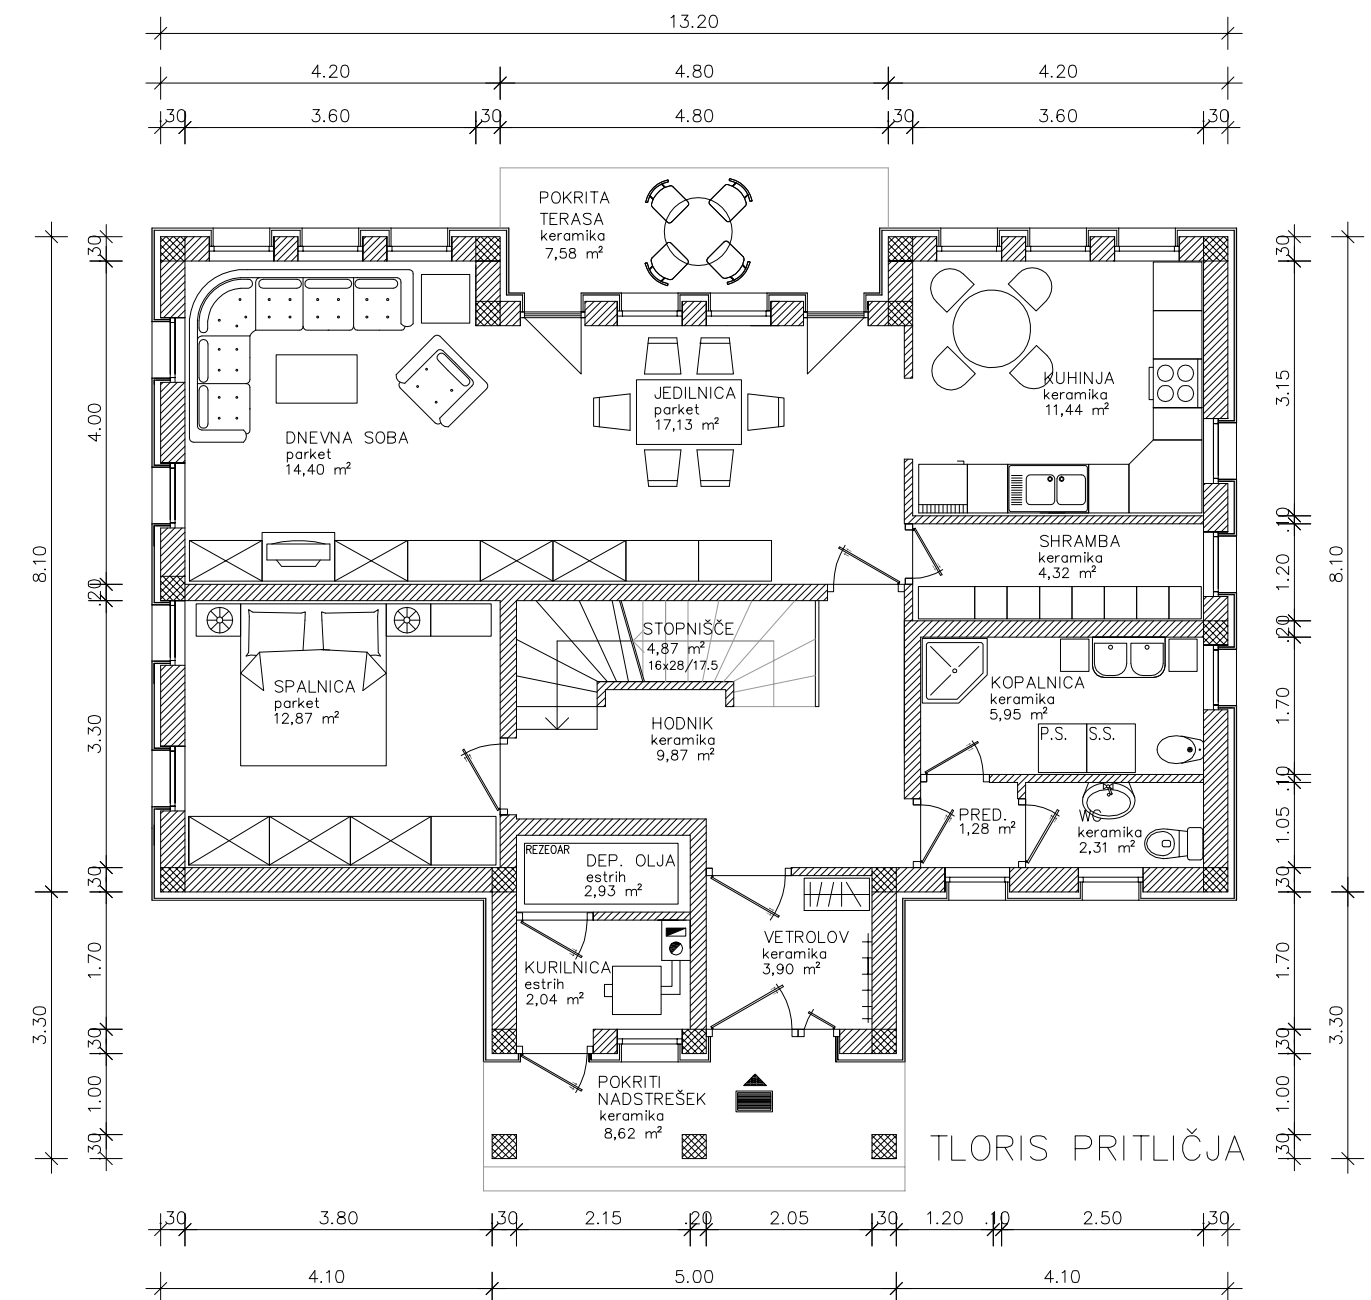 13.20
4.20
4.80
4.20
.30
3.60
.30
4.80
.30
3.60
.30
POKRITA
TERASA
keramika
7,58 m²
.30
4.00
8.10
.20
3.30
.30
1.70
3.30
.30
1.00
.30
DNEVNA SOBA
parket
14,40 m²
JEDILNICA
parket
17,13 m²
KUHINJA
keramika
11,44 m²
SHRAMBA
keramika
4,32 m²
STOPNIŠČE
4,87 m²
16x28/17.5
SPALNICA
parket
12,87 m²
HODNIK
keramika
9,87 m²
KOPALNICA
keramika
5,95 m²
P.S.
S.S.
PRED.
1,28 m²
WC
keramika
2,31 m²
REZEOAR
DEP. OLJA
estrih
2,93 m²
KURILNICA
estrih
2,04 m²
VETROLOV
keramika
3,90 m²
POKRITI
NADSTREŠEK
keramika
8,62 m²
TLORIS PRITLIČJA
.30
3.15
.10
1.20
8.10
.20
1.70
.10
1.05
.30
1.70
3.30
.30
1.00
.30
.30
3.80
.30
2.15
.20
2.05
.30
1.20
.10
2.50
.30
4.10
5.00
4.10